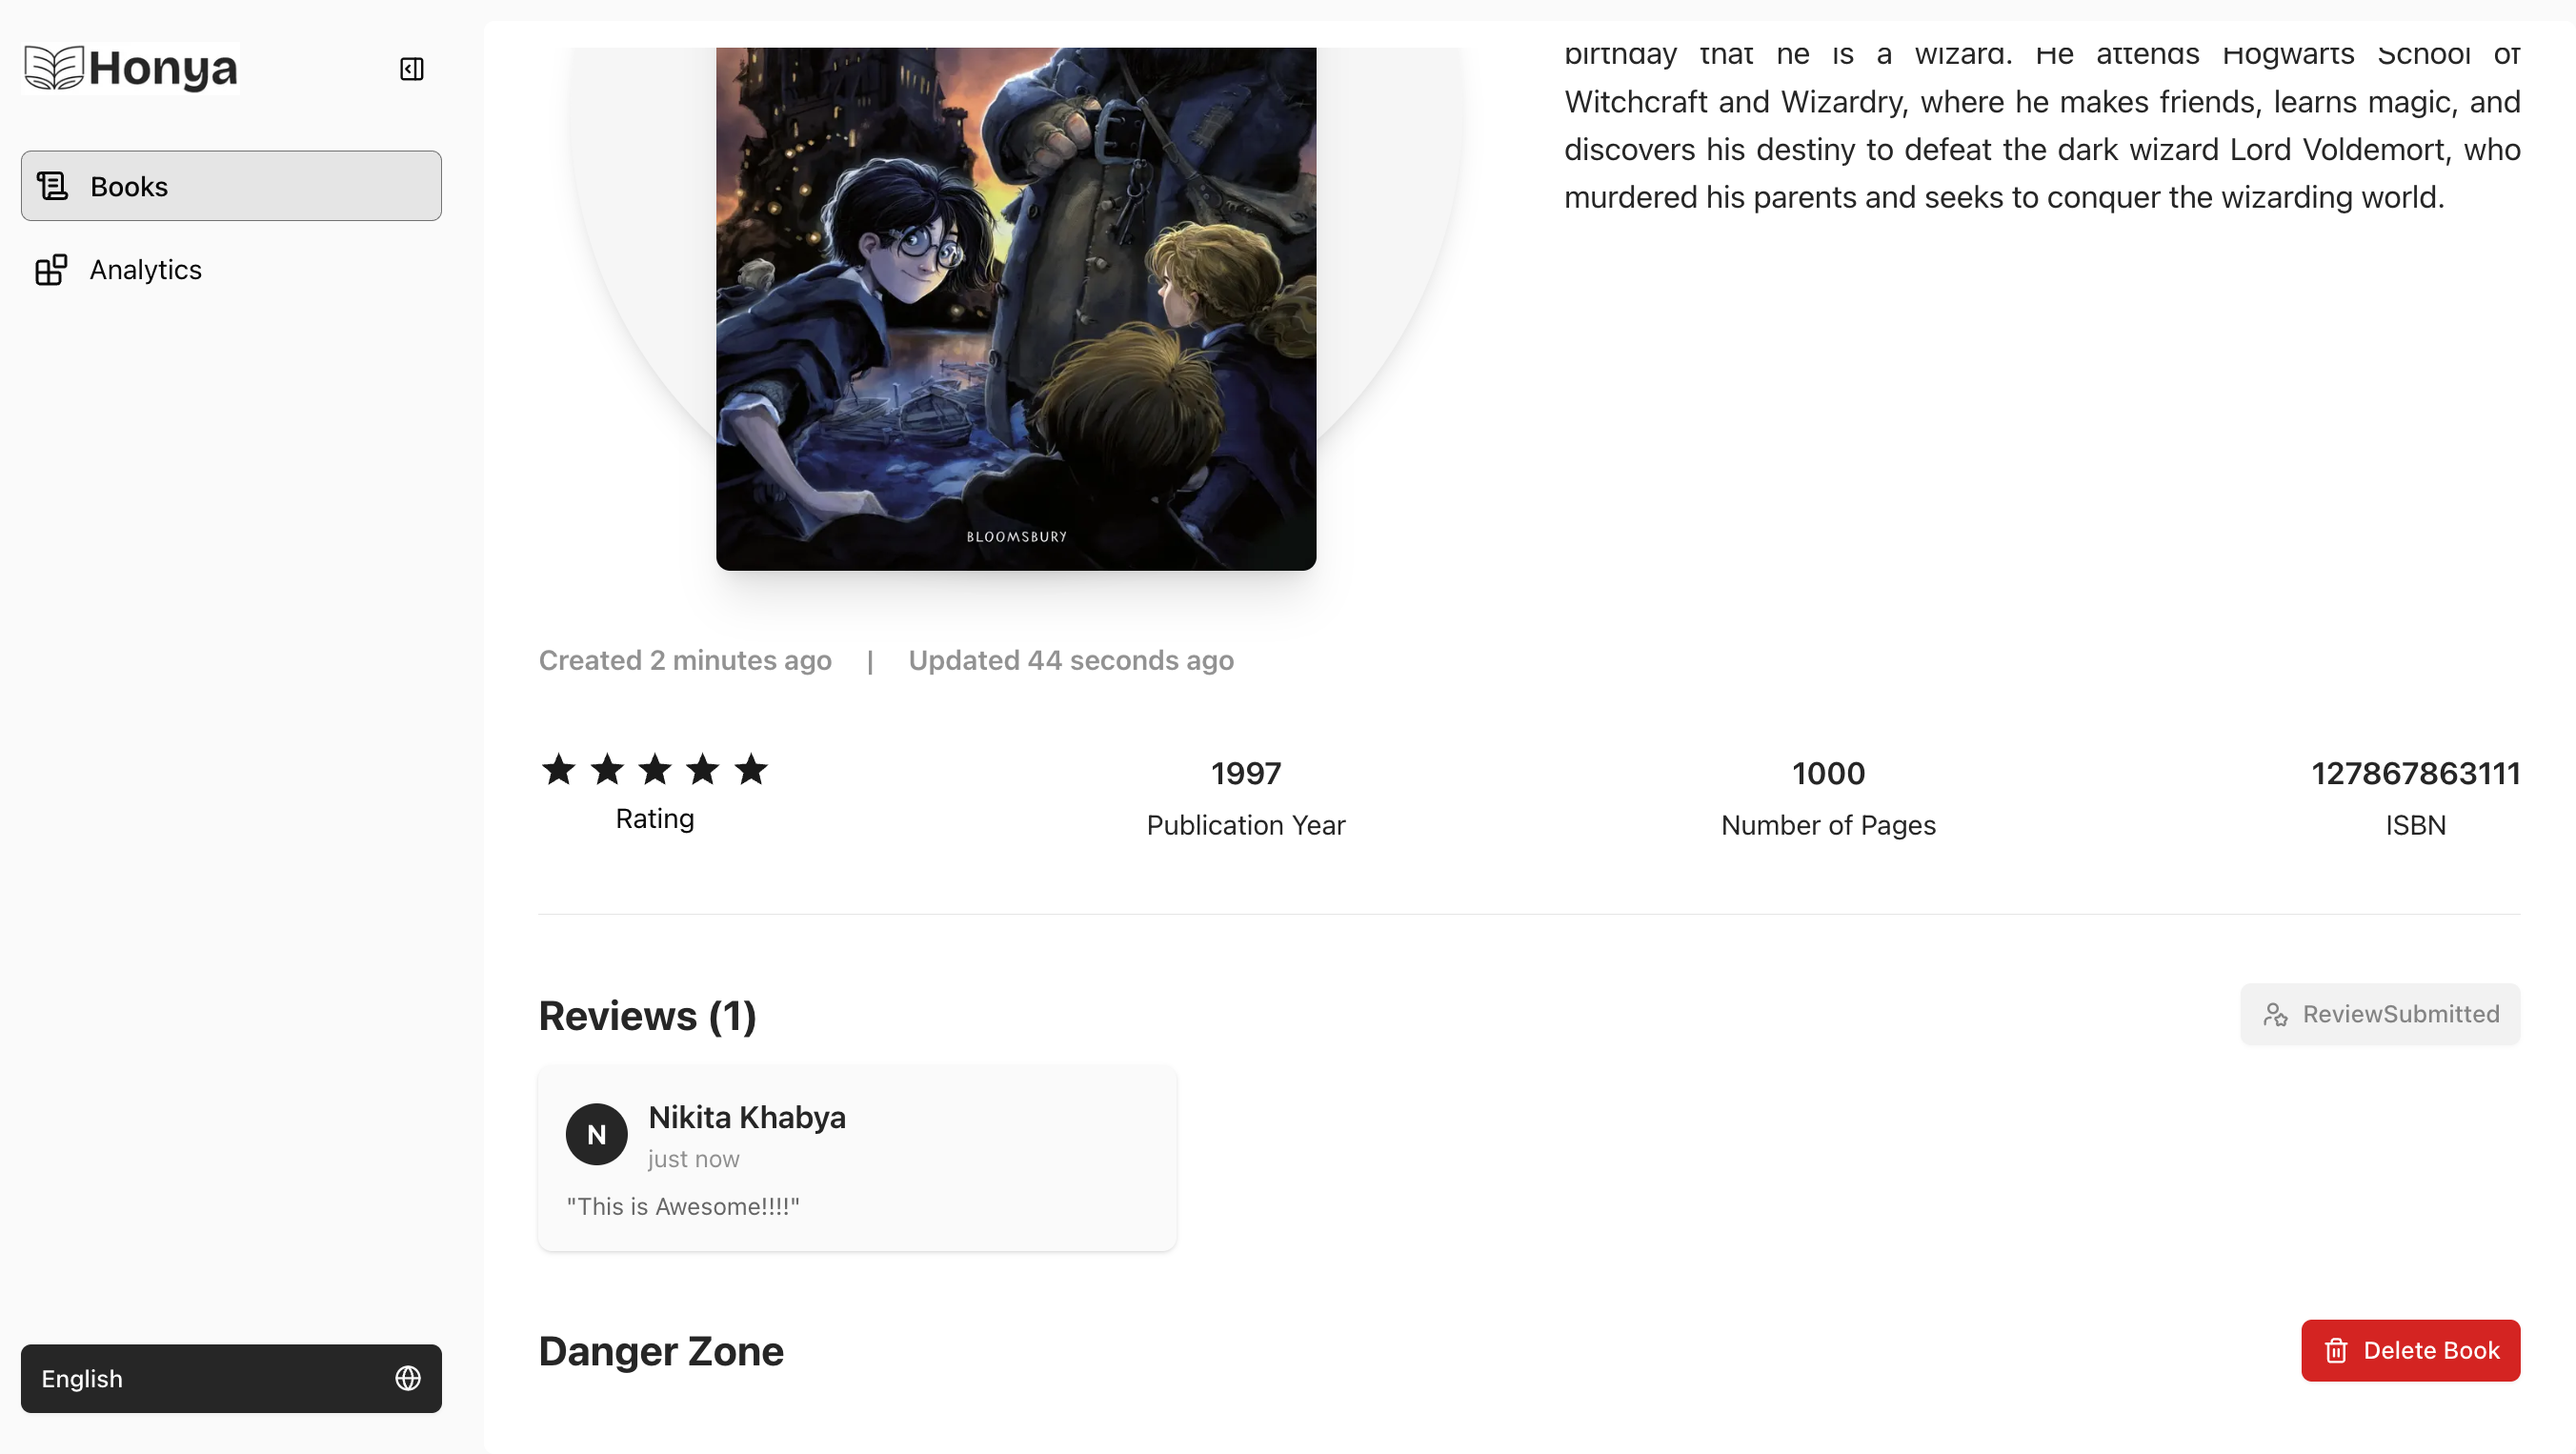 Honya
Books
Analytics
birthday that he is a wizard. He attends Hogwarts School of
Witchcraft and Wizardry, where he makes friends, learns magic, and
discovers his destiny to defeat the dark wizard Lord Voldemort, who
murdered his parents and seeks to conquer the wizarding world.
BLOOMSBURY
Created 2 minutes ago | Updated 44 seconds ago
Rating
1997
Publication Year
1000
Number of Pages
127867863111
ISBN
Reviews (1)
ReviewSubmitted
N
Nikita Khabya
just now
"This is Awesome!!!!"
Danger Zone
Delete Book
English